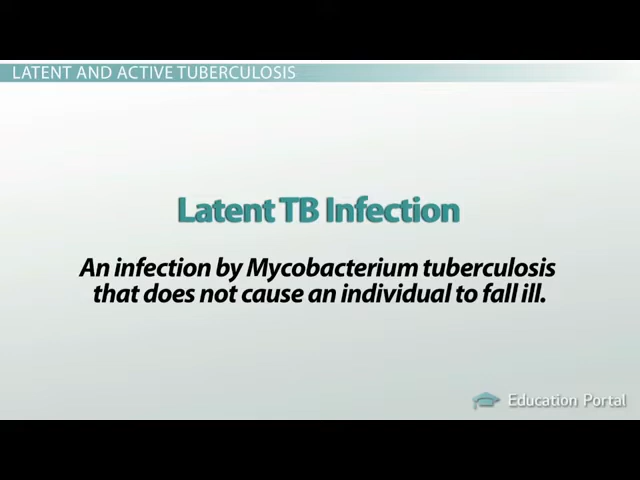 LATENT AND ACTIVE TUBERCULOSIS
Latent TB Infection
An infection by Mycobacterium tuberculosis
that does not cause an individual to fall ill.
Education Portal